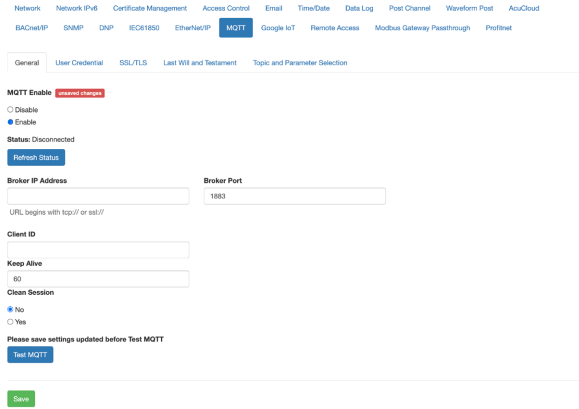 Network Network IPv6 Certificate Management Access Control Email Time/Date Data Log Post Channel Waveform Post AcuCloud
BACnet/IP SNMP DNP IEC61850 EtherNet/IP MQTT Google IoT Remote Access Modbus Gateway Passthrough Profitnet
General User Credential SSL/TLS Last Will and Testament Topic and Parameter Selection
MQTT Enable unsaved changes
Disable
Enable
Status: Disconnected
Refresh Status
Broker IP Address Broker Port
1883
URL begins with tcp:// or ssl://
Client ID
Keep Alive
60
Clean Session
No
Yes
Please save settings updated before Test MQTT
Test MQTT
Save